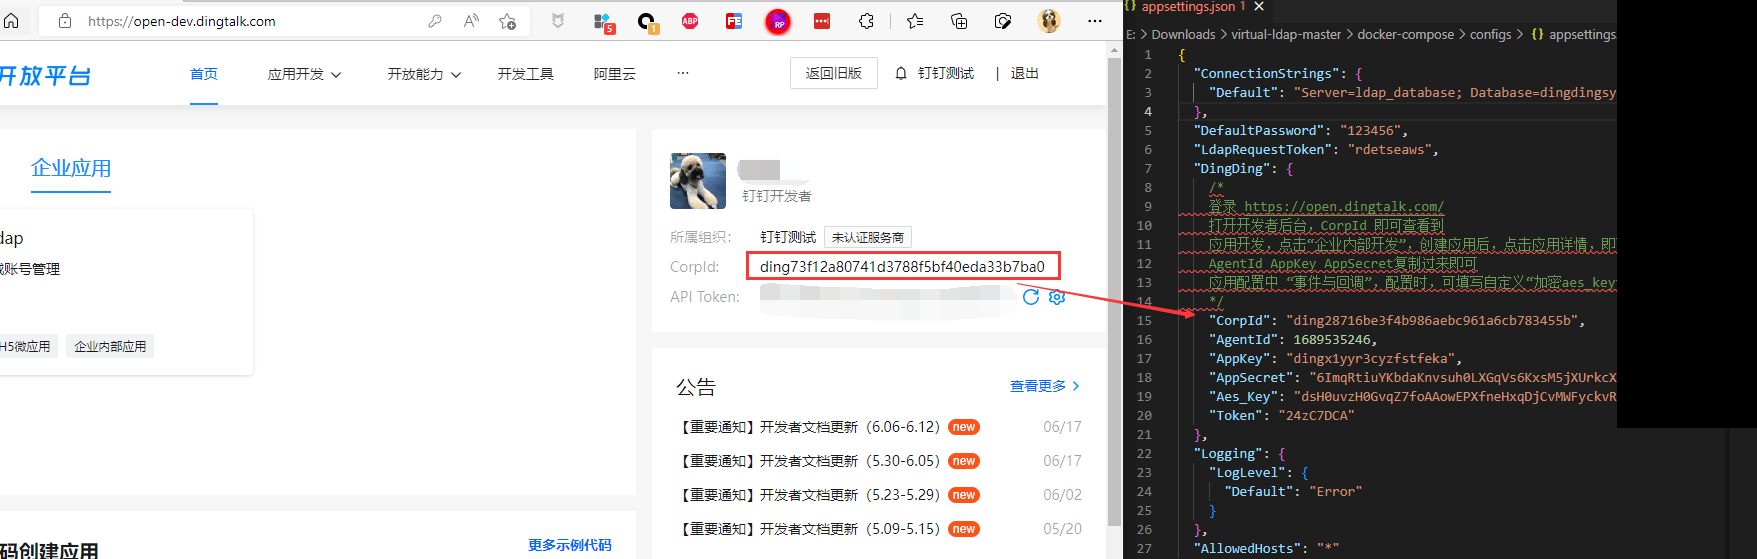 https://open-dev.dingtalk.com
开放平台
首页
应用开发
开放能力
开发工具
阿里云
...
返回旧版
钉钉测试
退出
企业应用
dap
账号管理
H5微应用
企业内部应用
钉钉开发者
所属组织:
钉钉测试
未认证服务商
CorpId:
ding73f12a80741d3788f5bf40eda33b7ba0
API Token:
公告
查看更多
【重要通知】开发者文档更新（6.06-6.12）
new
06/17
【重要通知】开发者文档更新（5.30-6.05）
new
06/17
【重要通知】开发者文档更新（5.23-5.29）
new
06/02
【重要通知】开发者文档更新（5.09-5.15）
new
05/20
码创建应用
更多示例代码
{} appsettings.json 1
E: > Downloads > virtual-ldap-master > docker-compose > configs > {} appsettings.
1 {
2 "ConnectionStrings": {
3 "Default": "Server=ldap_database; Database=dingdingsy
4 },
5 "DefaultPassword": "123456",
6 "LdapRequestToken": "rdetseaws",
7 "DingDing": {
8 /*
9 登录 https://open.dingtalk.com/
10 打开开发者后台，CorpId 即可查看到
11 应用开发，点击“企业内部开发”，创建应用后，点击应用详情，即
12 AgentId AppKey AppSecret复制过来即可
13 应用配置中 “事件与回调”，配置时，可填写自定义“加密aes_key
14 */
15 "CorpId": "ding28716be3f4b986aebc961a6cb783455b",
16 "AgentId": 1689535246,
17 "AppKey": "dingx1yyr3cyzfstfeka",
18 "AppSecret": "6ImqRtiuYKbdaKnvsuh0LXGqVs6KxsM5jXUrkcX
19 "Aes_Key": "dsH0uvzH0GvqZ7foAAowEPXfneHxqDjCvMWFyckvR
20 "Token": "24zC7DCA"
21 },
22 "Logging": {
23 "LogLevel": {
24 "Default": "Error"
25 }
26 },
27 "AllowedHosts": "*"